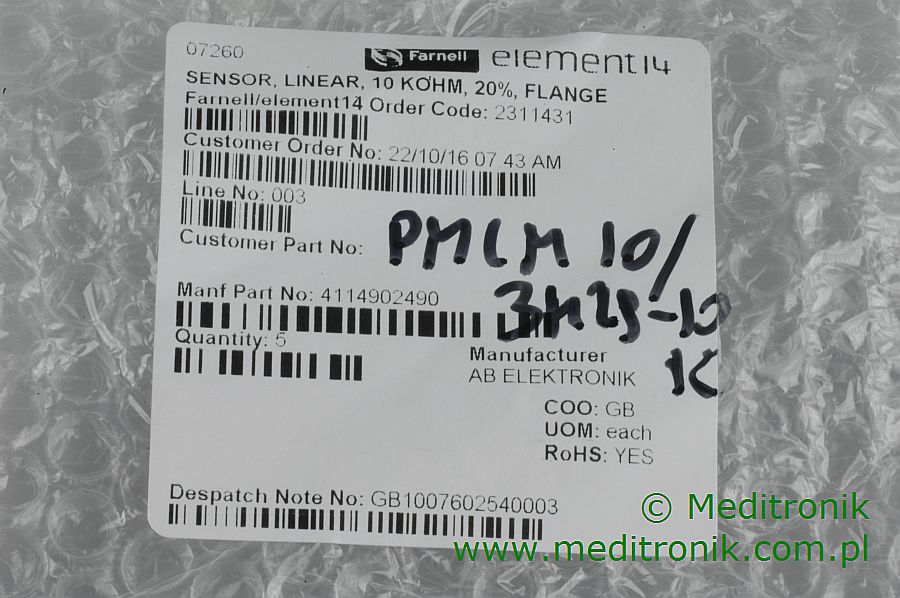 07260
Farnell element14
SENSOR, LINEAR, 10 KOHM, 20%, FLANGE
Farnell/element14 Order Code: 2311431
Customer Order No: 22/10/16 07.43 AM
Line No: 003
Customer Part No:
10/
Manf Part No: 4114902490
Quantity: 5
Manufacturer
AB ELEKTRONIK
K
COO: GB
UOM: each
RoHS: YES
Despatch Note No: GB1007602540003
© Meditronik
www.meditronik.com.pl